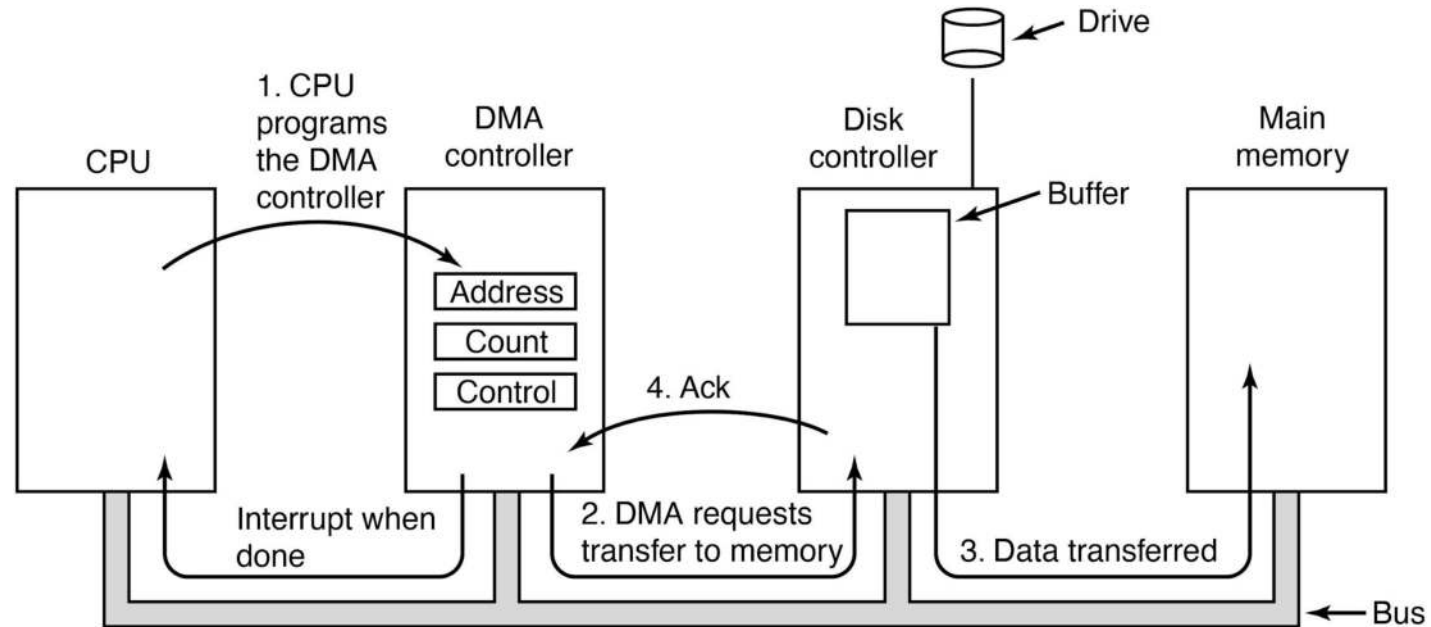 Drive
1. CPU
programs
the DMA
controller
CPU
DMA
controller
Disk
controller
Main
memory
Buffer
Address
Count
Control
4. Ack
Interrupt when
done
2. DMA requests
transfer to memory
3. Data transferred
Bus